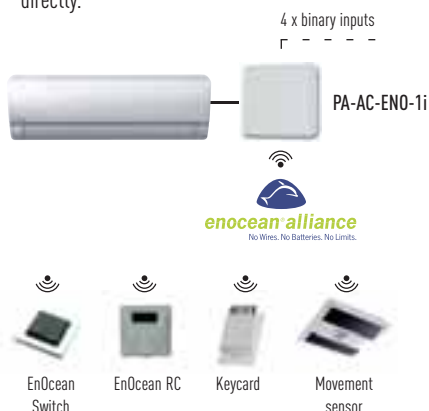 directly.
4 x binary inputs
PA-AC-ENO-1i
enocean alliance
No Wires. No Batteries. No Limits.
EnOcean
Switch
EnOcean RC
Keycard
Movement
sensor